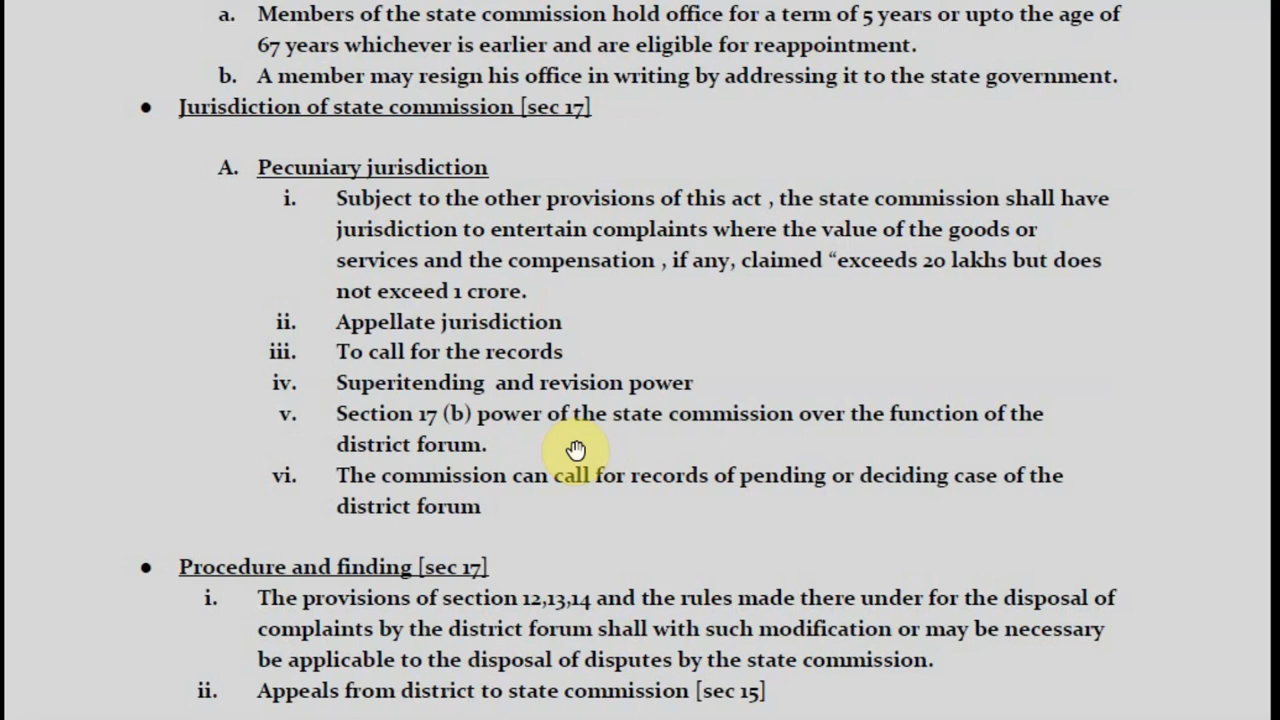 a. Members of the state commission hold office for a term of 5 years or upto the age of
67 years whichever is earlier and are eligible for reappointment.
b. A member may resign his office in writing by addressing it to the state government.
● Jurisdiction of state commission [sec 17]
A. Pecuniary jurisdiction
i. Subject to the other provisions of this act , the state commission shall have
jurisdiction to entertain complaints where the value of the goods or
services and the compensation , if any, claimed “exceeds 20 lakhs but does
not exceed 1 crore.
ii. Appellate jurisdiction
iii. To call for the records
iv. Superitending and revision power
v. Section 17 (b) power of the state commission over the function of the
district forum.
vi. The commission can call for records of pending or deciding case of the
district forum
● Procedure and finding [sec 17]
i. The provisions of section 12,13,14 and the rules made there under for the disposal of
complaints by the district forum shall with such modification or may be necessary
be applicable to the disposal of disputes by the state commission.
ii. Appeals from district to state commission [sec 15]